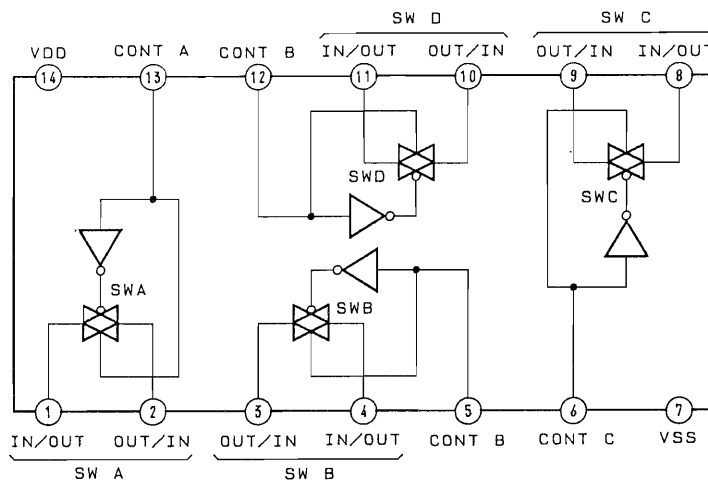 SW D SW C
VDD CONT A CONT B IN/OUT OUT/IN OUT/IN IN/OUT
14 13 12 11 10 9 8
SWD
SWC
SWA
SWB
1 2 3 4 5 6 7
IN/OUT OUT/IN OUT/IN IN/OUT CONT B CONT C VSS
SW A SW B